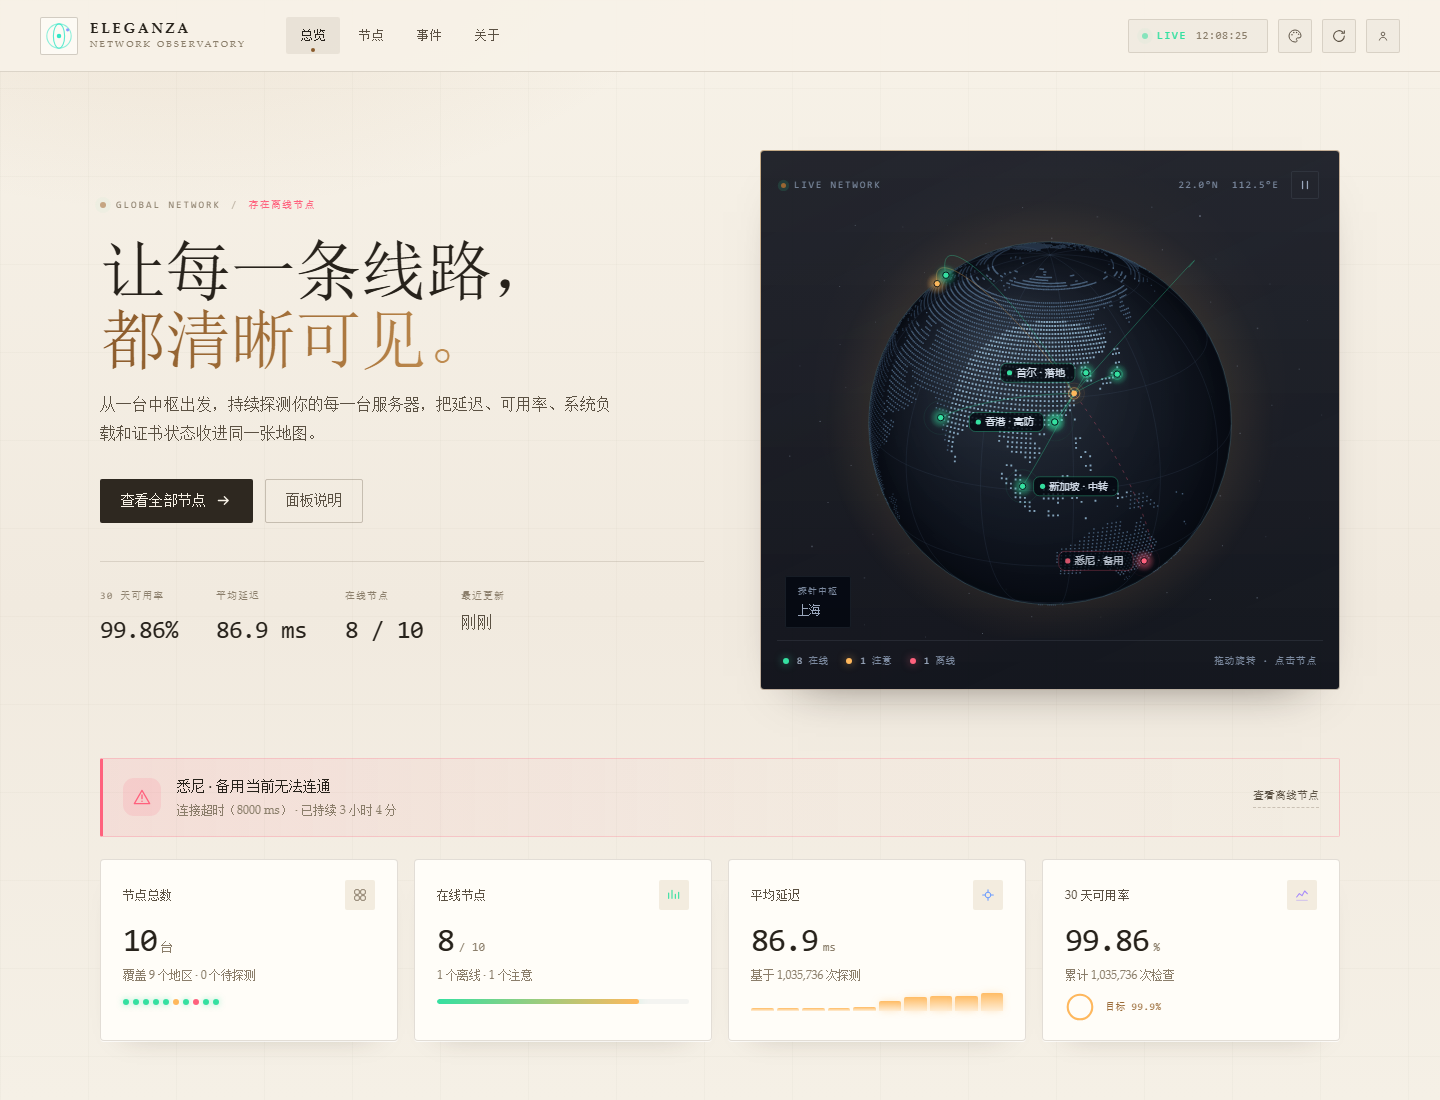 ELEGANZA
NETWORK OBSERVATORY
总览
节点
事件
关于
LIVE 12:08:25
GLOBAL NETWORK / 存在离线节点
让每一条线路，
都清晰可见。
从一台中枢出发，持续探测你的每一台服务器，把延迟、可用率、系统负
载和证书状态收进同一张地图。
查看全部节点 →
面板说明
30 天可用率
99.86%
平均延迟
86.9 ms
在线节点
8 / 10
最近更新
刚刚
LIVE NETWORK
22.0°N 112.5°E
首尔 · 落地
香港 · 高防
新加坡 · 中转
悉尼 · 备用
探针中枢
上海
8 在线
1 注意
1 离线
拖动旋转 · 点击节点
悉尼 · 备用当前无法连通
连接超时（8000 ms） · 已持续 3 小时 4 分
查看离线节点
节点总数
10 台
覆盖 9 个地区 · 0 个待探测
在线节点
8 / 10
1 个离线 · 1 个注意
平均延迟
86.9 ms
基于 1,035,736 次探测
30 天可用率
99.86 %
累计 1,035,736 次检查
目标 99.9%